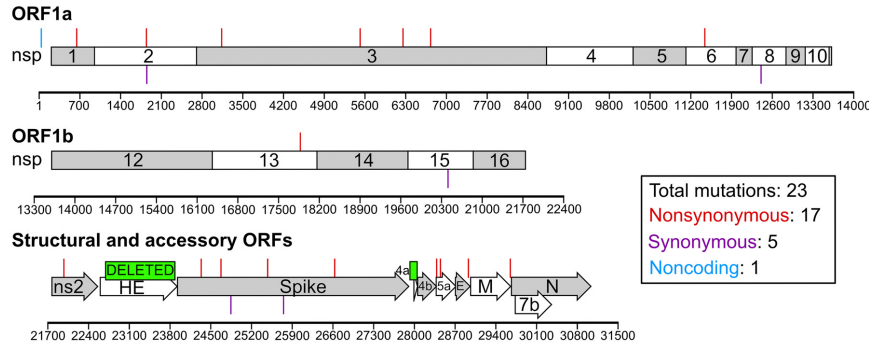 ORF1a
nsp 1 2 3 4 5 6 7 8 9 10
1 700 1400 2100 2800 3500 4200 4900 5600 6300 7000 7700 8400 9100 9800 10500 11200 11900 12600 13300 14000
ORF1b
nsp 12 13 14 15 16
13300 14000 14700 15400 16100 16800 17500 18200 18900 19600 20300 21000 21700 22400
Total mutations: 23
Nonsynonymous: 17
Synonymous: 5
Noncoding: 1
Structural and accessory ORFs
DELETED 4a
ns2 HE Spike 4b 5a E M N
7b
21700 22400 23100 23800 24500 25200 25900 26600 27300 28000 28700 29400 30100 30800 31500